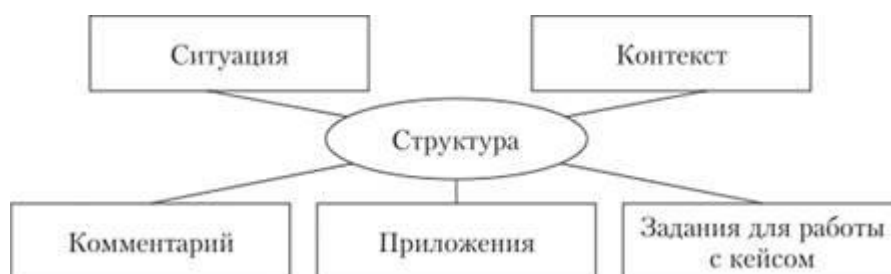 Ситуация
Контекст
Структура
Комментарий
Приложения
Задания для работы
с кейсом